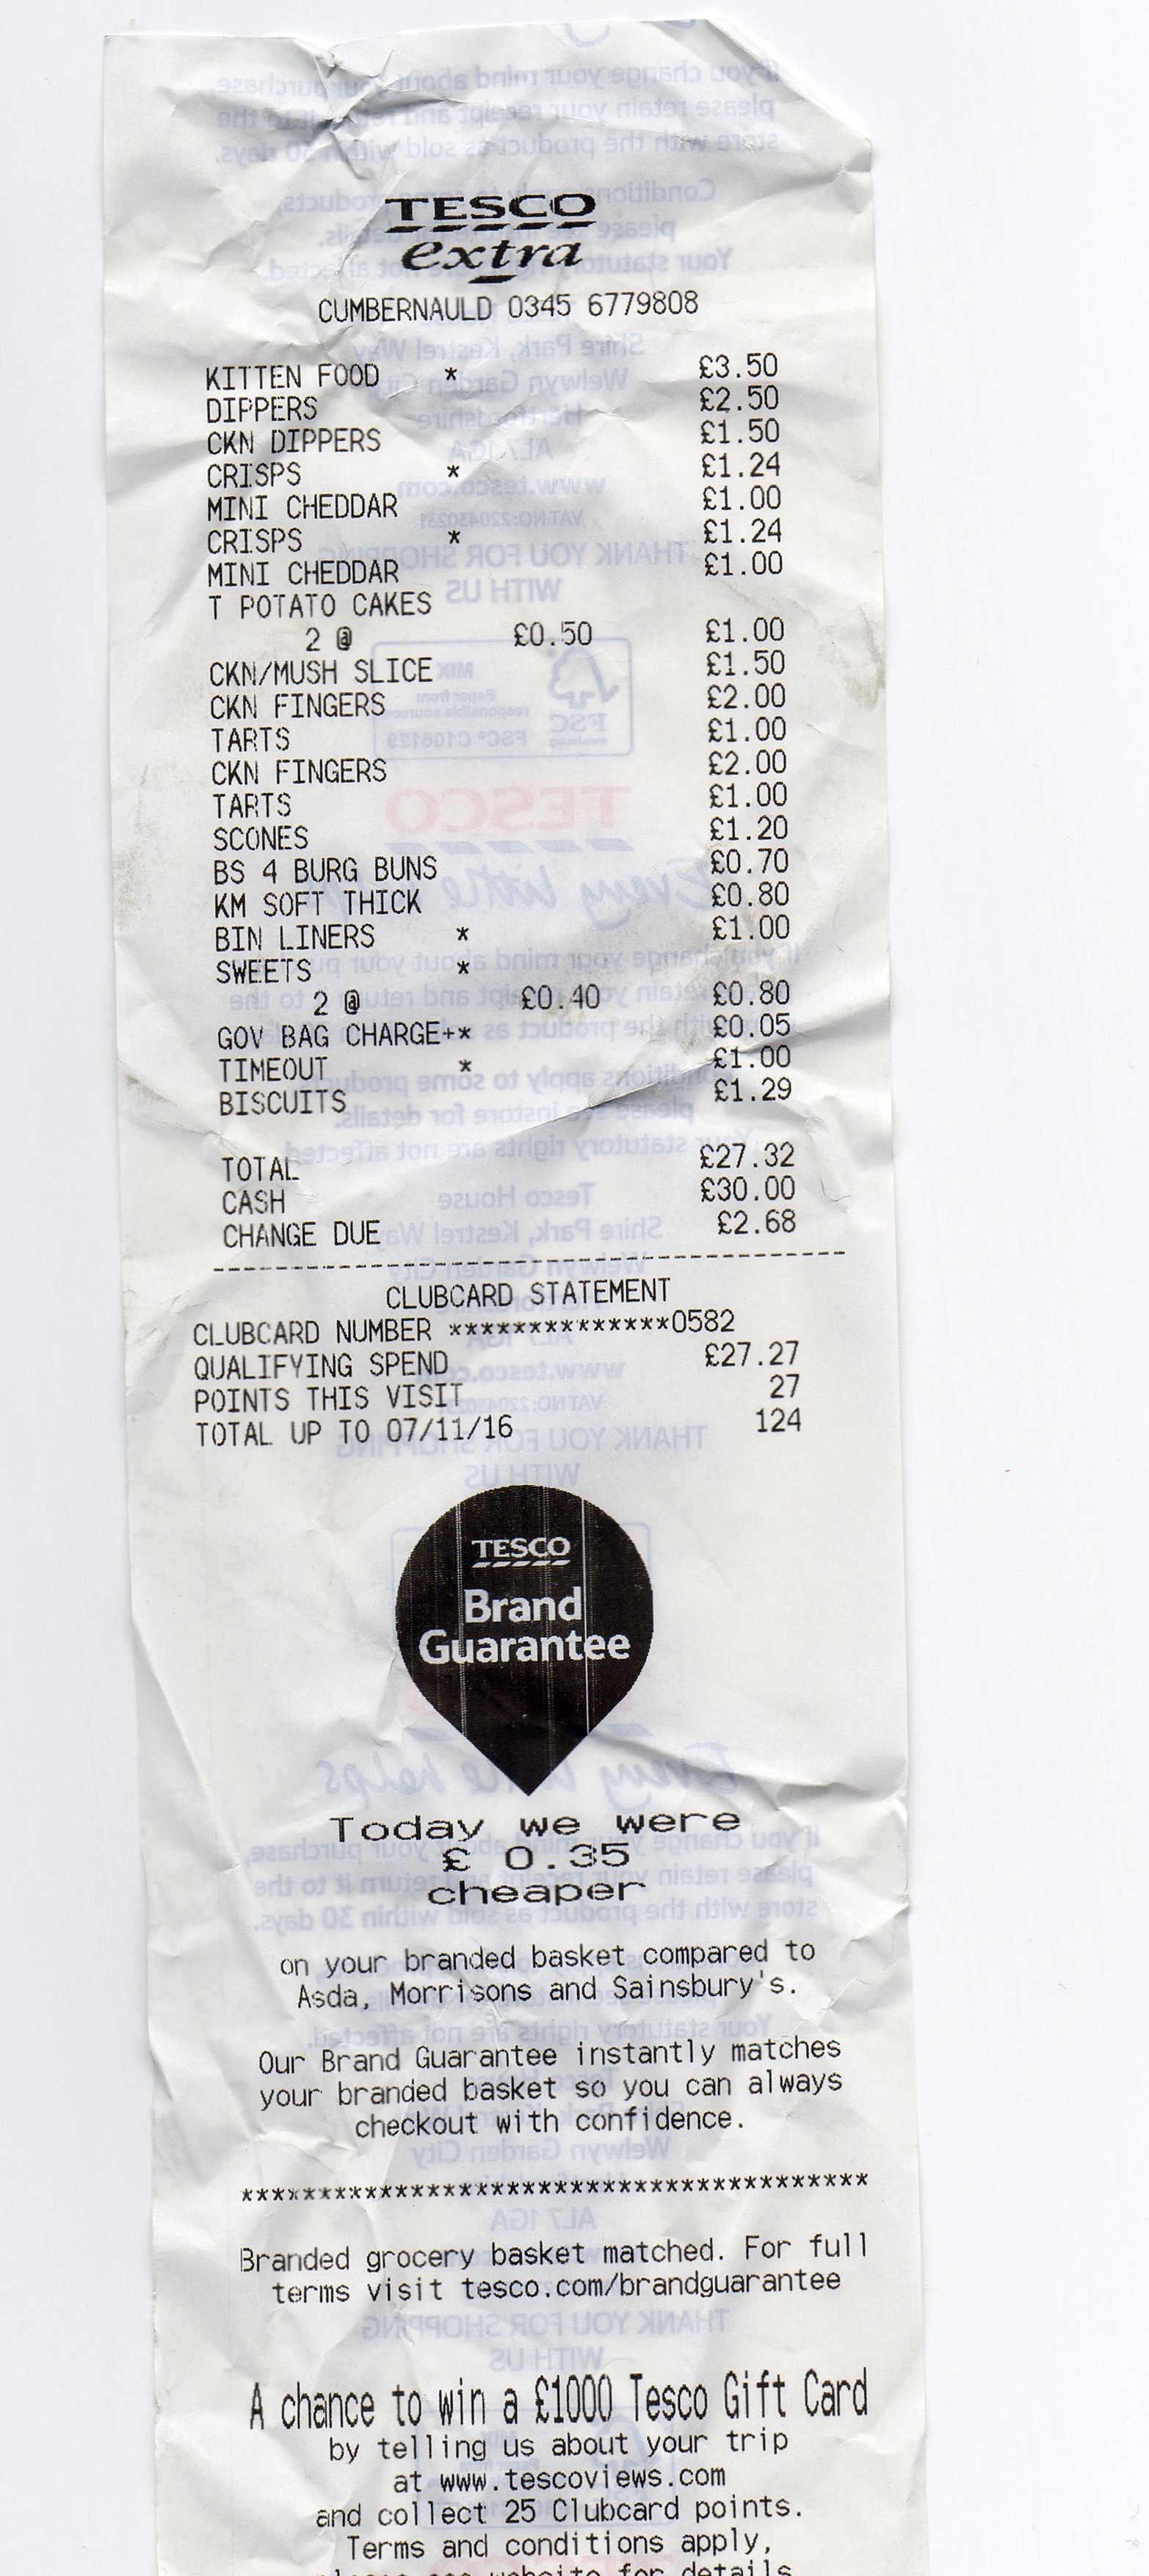 TESCO
extra
CUMBERNAULD 0345 6779808
KITTEN FOOD * £3.50
DIPPERS £2.50
CKN DIPPERS £1.50
CRISPS * £1.24
MINI CHEDDAR £1.00
CRISPS * £1.24
MINI CHEDDAR £1.00
T POTATO CAKES
2 @ £0.50 £1.00
CKN/MUSH SLICE £1.50
CKN FINGERS £2.00
TARTS £1.00
CKN FINGERS £2.00
TARTS £1.00
SCONES £1.20
BS 4 BURG BUNS £0.70
KM SOFT THICK £0.80
BIN LINERS * £1.00
SWEETS *
2 @ £0.40 £0.80
GOV BAG CHARGE+* £0.05
TIMEOUT * £1.00
BISCUITS £1.29
TOTAL £27.32
CASH £30.00
CHANGE DUE £2.68
----------------------------------------
CLUBCARD STATEMENT
CLUBCARD NUMBER **************0582
QUALIFYING SPEND £27.27
POINTS THIS VISIT 27
TOTAL UP TO 07/11/16 124
TESCO
Brand
Guarantee
Today we were
£ 0.35
cheaper
on your branded basket compared to
Asda, Morrisons and Sainsbury's.
Our Brand Guarantee instantly matches
your branded basket so you can always
checkout with confidence.
****************************************
Branded grocery basket matched. For full
terms visit tesco.com/brandguarantee
A chance to win a £1000 Tesco Gift Card
by telling us about your trip
at www.tescoviews.com
and collect 25 Clubcard points.
Terms and conditions apply,
please see website for details